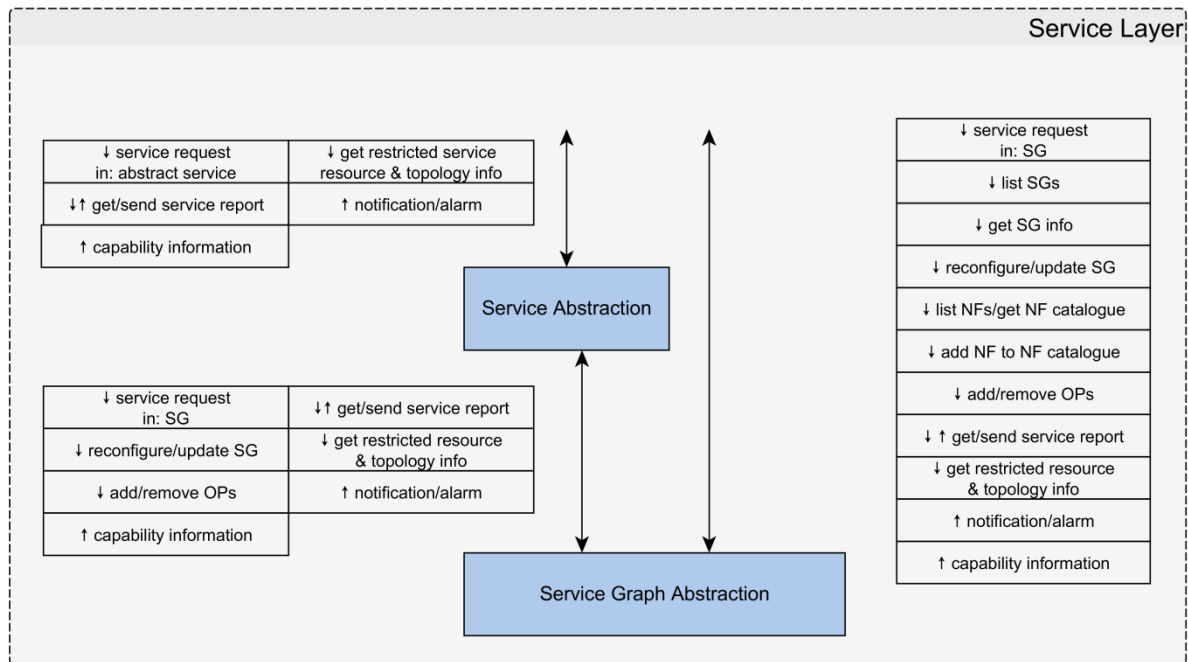 Service Layer
↓ service request
in: abstract service
↓ get restricted service
resource & topology info
↓↑ get/send service report
↑ notification/alarm
↑ capability information
Service Abstraction
↓ service request
in: SG
↓↑ get/send service report
↓ reconfigure/update SG
↓ get restricted resource
& topology info
↓ add/remove OPs
↑ notification/alarm
↑ capability information
Service Graph Abstraction
↓ service request
in: SG
↓ list SGs
↓ get SG info
↓ reconfigure/update SG
↓ list NFs/get NF catalogue
↓ add NF to NF catalogue
↓ add/remove OPs
↓ ↑ get/send service report
↓ get restricted resource
& topology info
↑ notification/alarm
↑ capability information